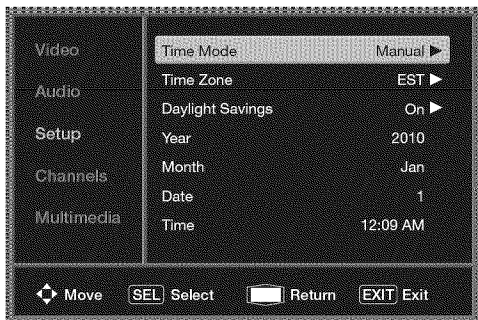 Video
Audio
Setup
Channels
Multimedia
Time Mode Manual
Time Zone EST
Daylight Savings On
Year 2010
Month Jan
Date 1
Time 12:09 AM
Move SEL Select Return EXIT Exit